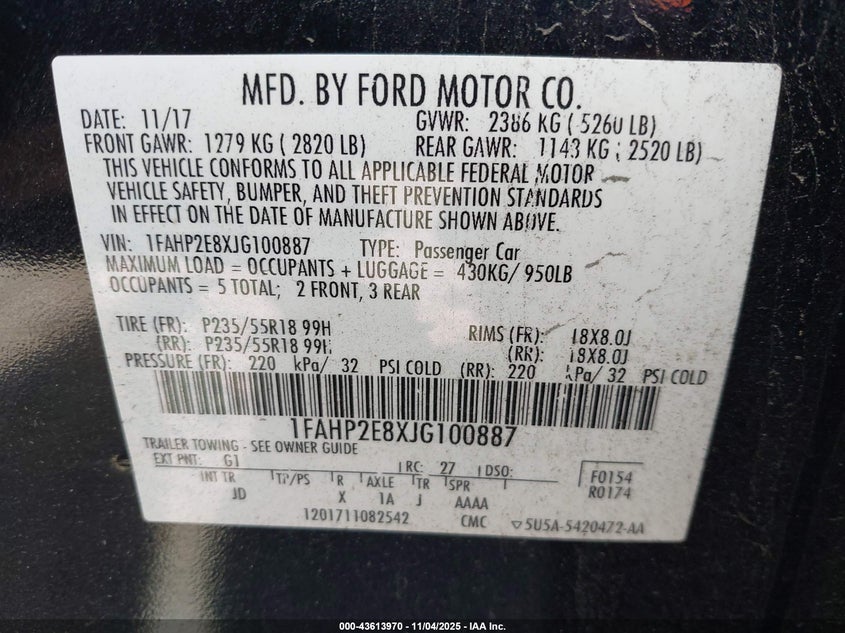 MFD. BY FORD MOTOR CO.
DATE: 11/17 GVWR: 2386 KG ( 5260 LB)
FRONT GAWR: 1279 KG ( 2820 LB) REAR GAWR: 1143 KG ( 2520 LB)
THIS VEHICLE CONFORMS TO ALL APPLICABLE FEDERAL MOTOR
VEHICLE SAFETY, BUMPER, AND THEFT PREVENTION STANDARDS
IN EFFECT ON THE DATE OF MANUFACTURE SHOWN ABOVE.
VIN: 1FAHP2E8XJG100887 TYPE: Passenger Car
MAXIMUM LOAD = OCCUPANTS + LUGGAGE = 430KG/ 950LB
OCCUPANTS = 5 TOTAL; 2 FRONT, 3 REAR
TIRE (FR): P235/55R18 99H RIMS (FR): 18X8.0J
(RR): P235/55R18 99H (RR): 18X8.0J
PRESSURE (FR): 220 kPa/ 32 PSI COLD (RR): 220 kPa/ 32 PSI COLD
1FAHP2E8XJG100887
TRAILER TOWING - SEE OWNER GUIDE
EXT PNT: G1 RC: 27 DSO: F0154
INT TR TP/PS R AXLE TR SPR R0174
JD X 1A J AAAA
1201711082542 CMC ▽5U5A-5420472-AA
000-43613970 - 11/04/2025 - IAA Inc.